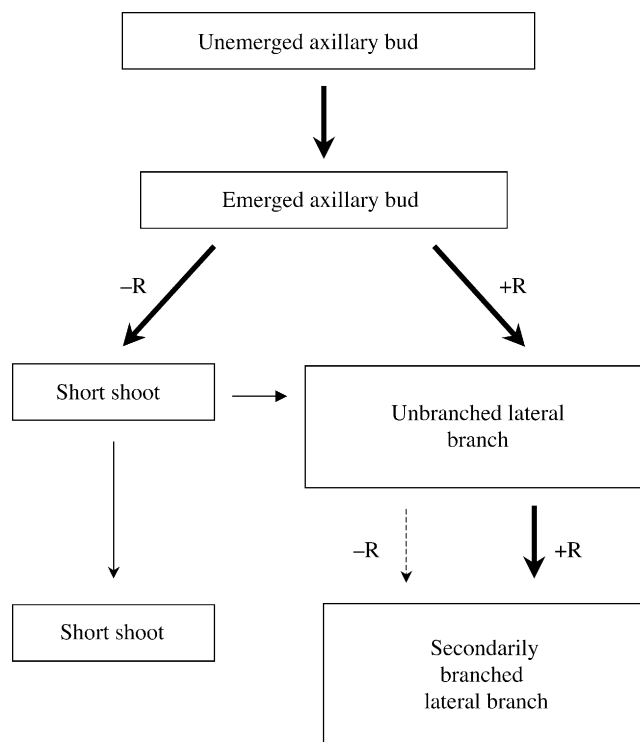 Unemerged axillary bud
Emerged axillary bud
–R
+R
Short shoot
Unbranched lateral
branch
–R
+R
Short shoot
Secondarily
branched
lateral branch